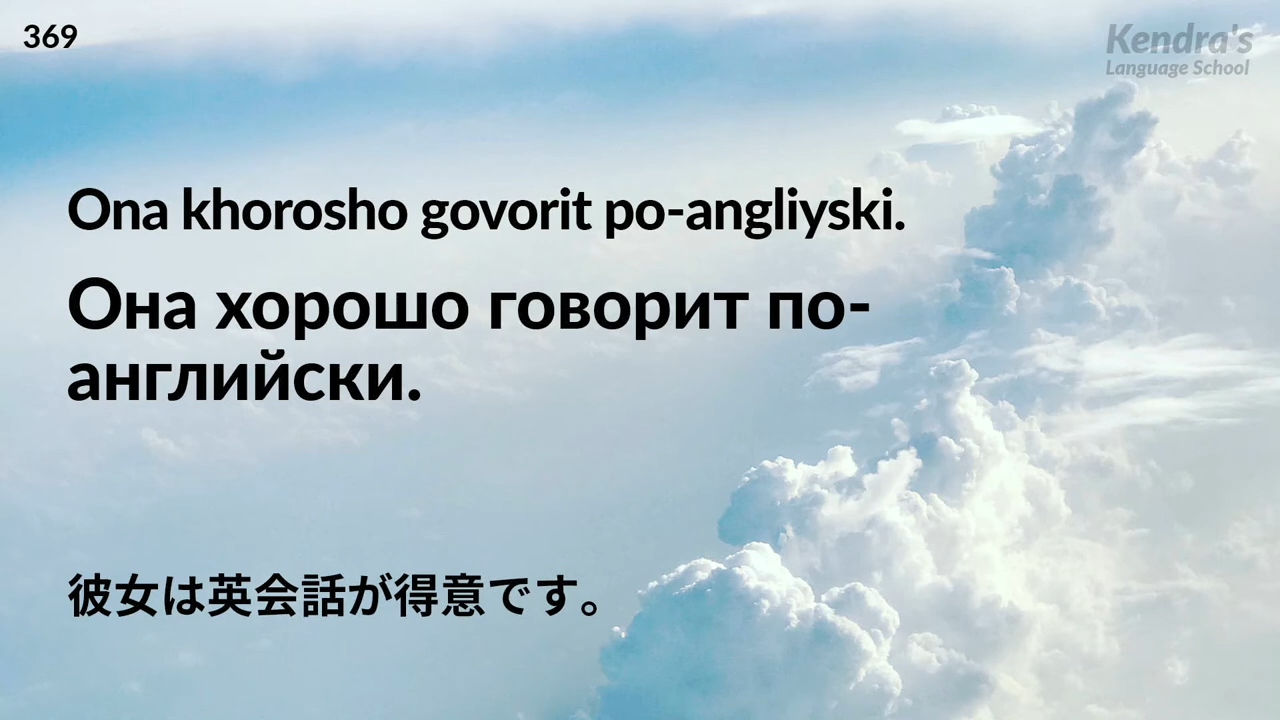 369
Kendra's
Language School
Ona khorosho govorit po-angliyski.
Она хорошо говорит по-
английски.
彼女は英会話が得意です。